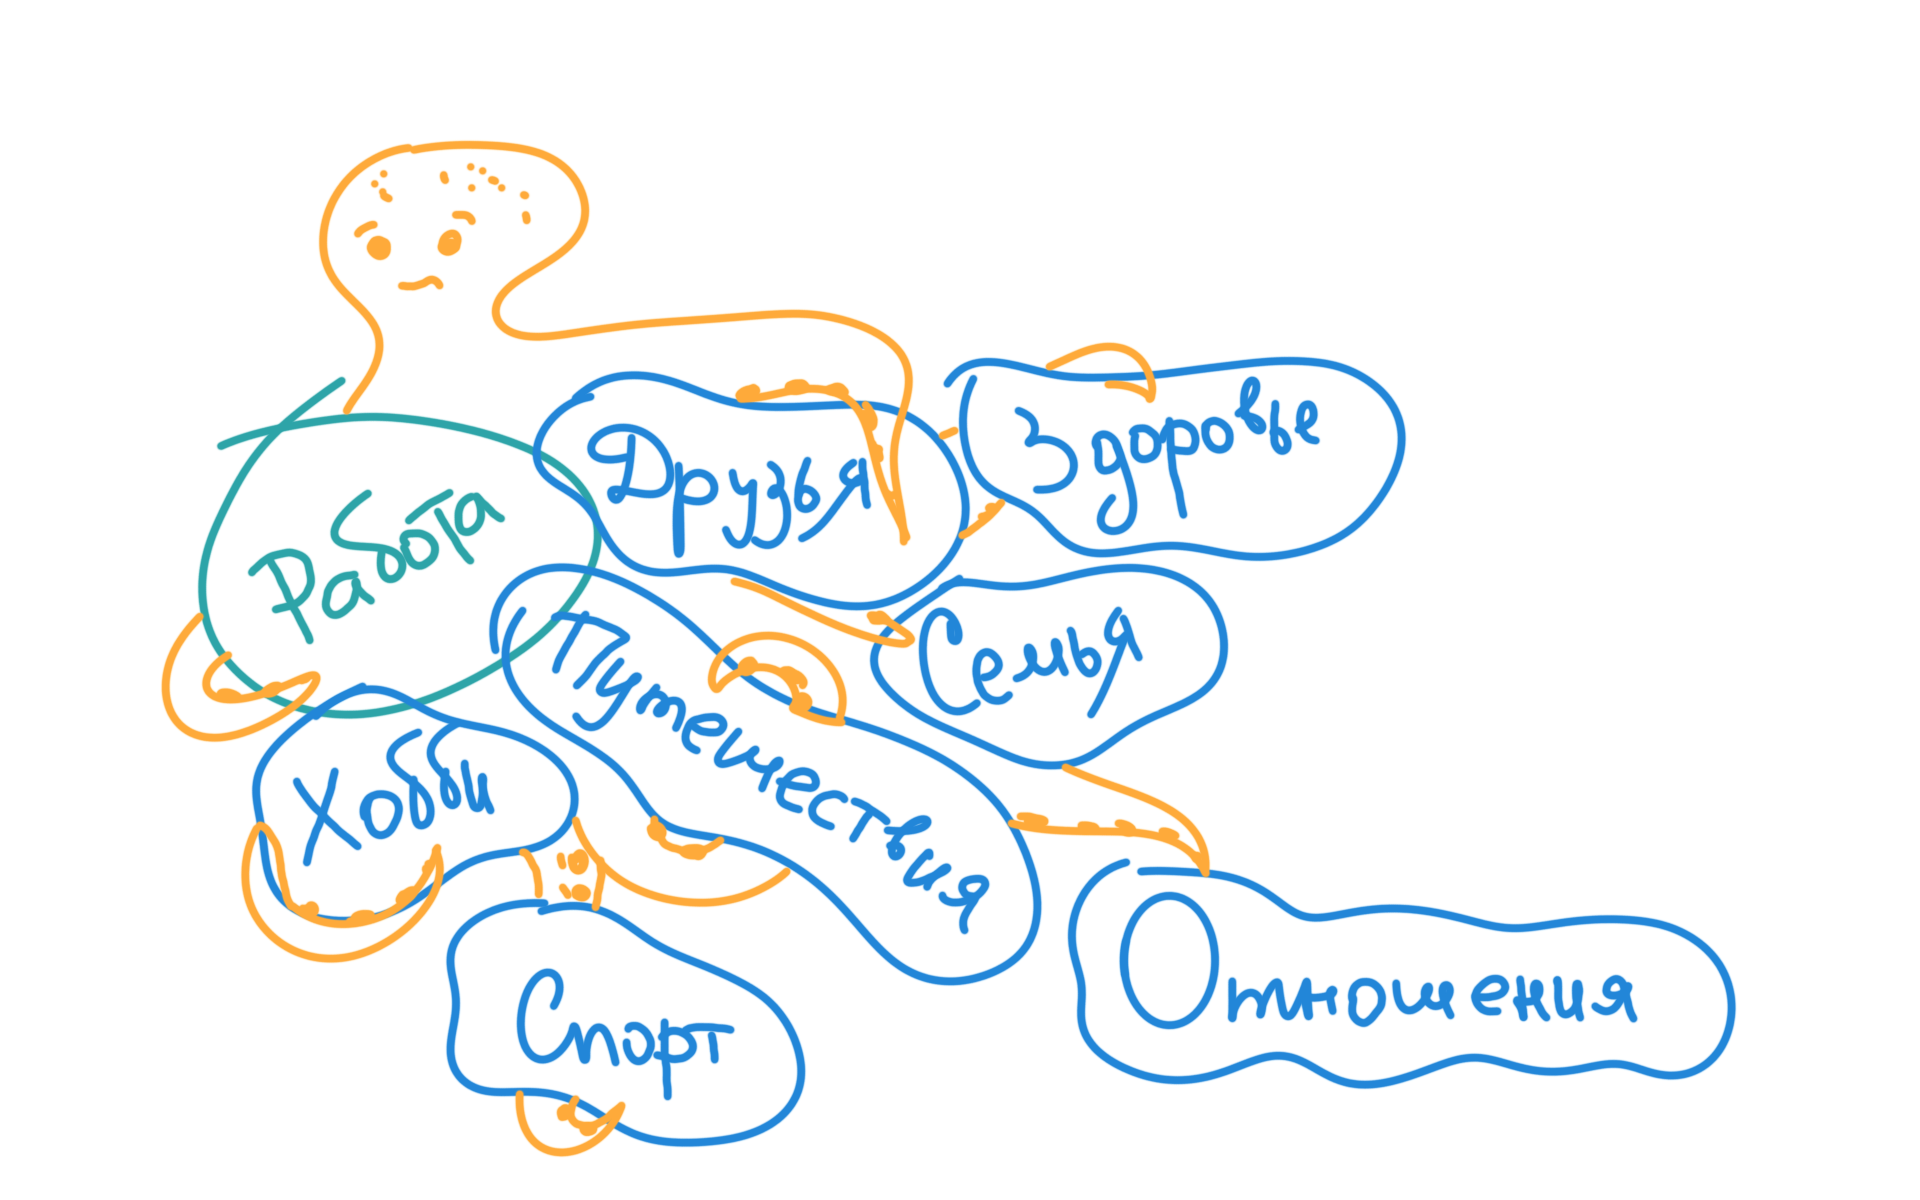 Работа
Друзья
Здоровье
Семья
Путешествия
Хобби
Спорт
Отношения